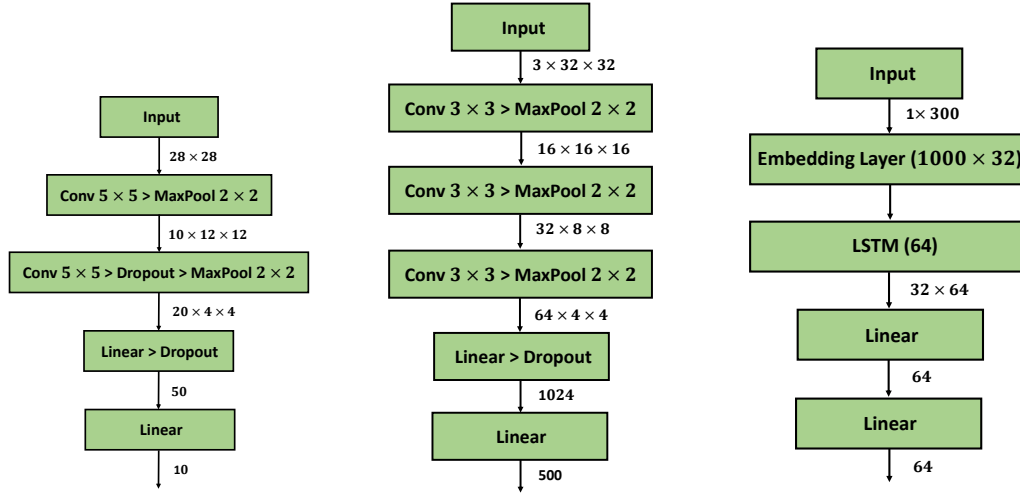 Input
28 × 28
Conv 5 × 5 > MaxPool 2 × 2
10 × 12 × 12
Conv 5 × 5 > Dropout > MaxPool 2 × 2
20 × 4 × 4
Linear > Dropout
50
Linear
10
Input
3 × 32 × 32
Conv 3 × 3 > MaxPool 2 × 2
16 × 16 × 16
Conv 3 × 3 > MaxPool 2 × 2
32 × 8 × 8
Conv 3 × 3 > MaxPool 2 × 2
64 × 4 × 4
Linear > Dropout
1024
Linear
500
Input
1× 300
Embedding Layer (1000 × 32)
LSTM (64)
32 × 64
Linear
64
Linear
64